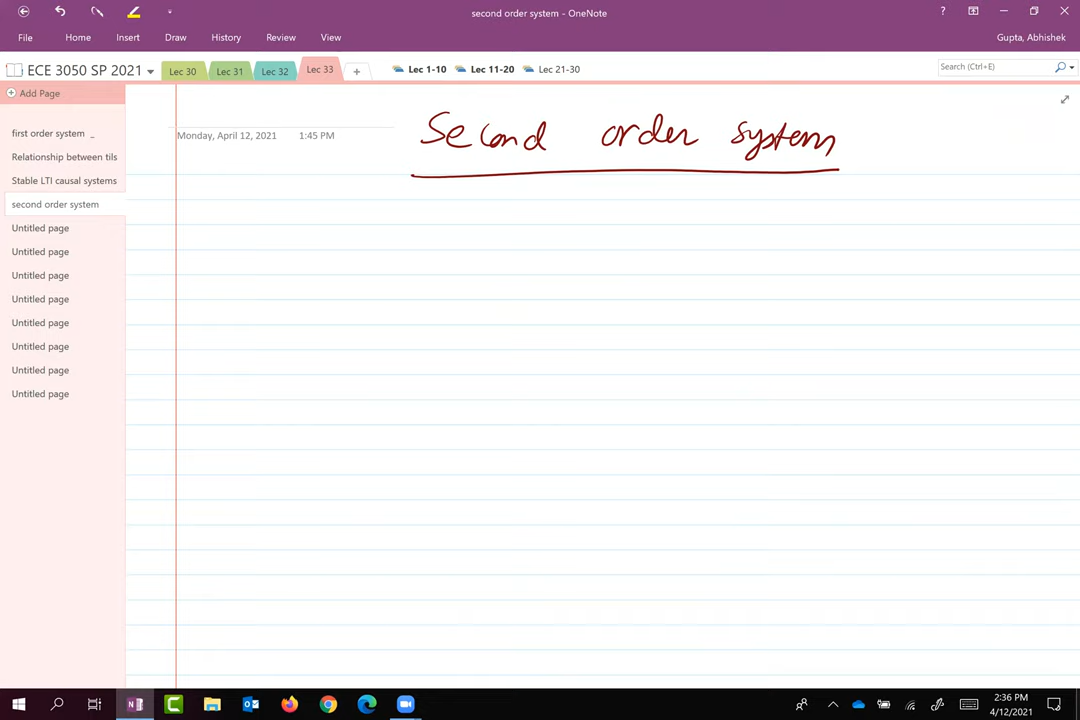 second order system - OneNote
?
File Home Insert Draw History Review View
Gupta, Abhishek
ECE 3050 SP 2021
Lec 30
Lec 31
Lec 32
Lec 33
+
Lec 1-10
Lec 11-20
Lec 21-30
Search (Ctrl+E)
Add Page
first order system _
Relationship between tils
Stable LTI causal systems
second order system
Untitled page
Untitled page
Untitled page
Untitled page
Untitled page
Untitled page
Untitled page
Untitled page
Second order system
Monday, April 12, 2021 1:45 PM
2:36 PM
4/12/2021